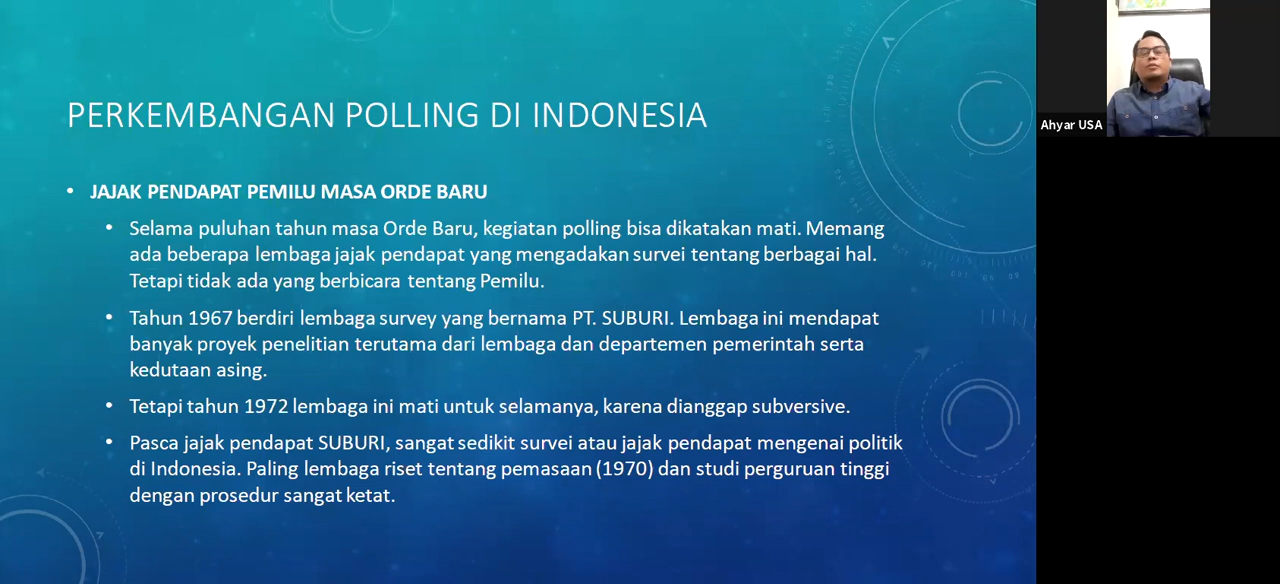 PERKEMBANGAN POLLING DI INDONESIA
• JAJAK PENDAPAT PEMILU MASA ORDE BARU
• Selama puluhan tahun masa Orde Baru, kegiatan polling bisa dikatakan mati. Memang
ada beberapa lembaga jajak pendapat yang mengadakan survei tentang berbagai hal.
Tetapi tidak ada yang berbicara tentang Pemilu.
• Tahun 1967 berdiri lembaga survey yang bernama PT. SUBURI. Lembaga ini mendapat
banyak proyek penelitian terutama dari lembaga dan departemen pemerintah serta
kedutaan asing.
• Tetapi tahun 1972 lembaga ini mati untuk selamanya, karena dianggap subversive.
• Pasca jajak pendapat SUBURI, sangat sedikit survei atau jajak pendapat mengenai politik
di Indonesia. Paling lembaga riset tentang pemasaan (1970) dan studi perguruan tinggi
dengan prosedur sangat ketat.
Ahyar USA